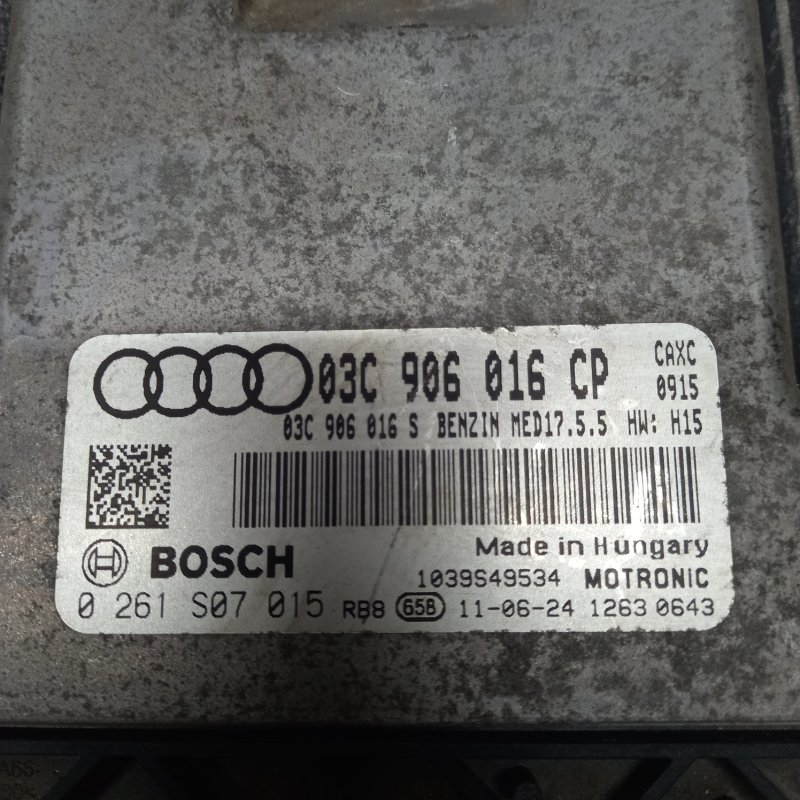 03C 906 016 CP CAXC
0915
03C 906 016 S BENZIN MED17.5.5 HW: H15
BOSCH Made in Hungary
1039S49534 MOTRONIC
0 261 S07 015 RB8 G58 11-06-24 1263 0643